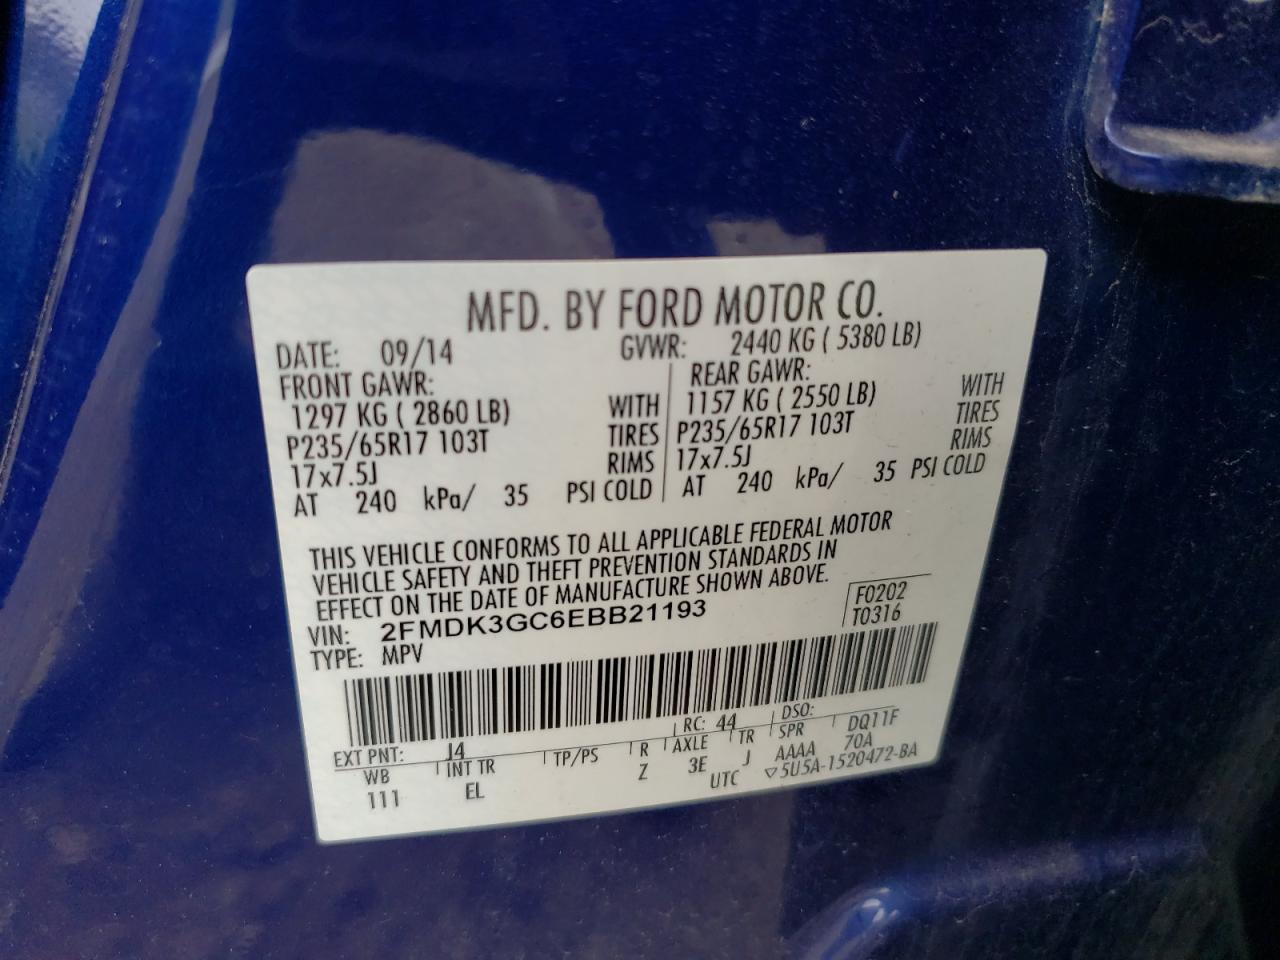 MFD. BY FORD MOTOR CO.
DATE: 09/14 GVWR: 2440 KG ( 5380 LB)
FRONT GAWR: REAR GAWR:
1297 KG ( 2860 LB) WITH 1157 KG ( 2550 LB) WITH
P235/65R17 103T TIRES P235/65R17 103T TIRES
17x7.5J RIMS 17x7.5J RIMS
AT 240 kPa/ 35 PSI COLD AT 240 kPa/ 35 PSI COLD
THIS VEHICLE CONFORMS TO ALL APPLICABLE FEDERAL MOTOR
VEHICLE SAFETY AND THEFT PREVENTION STANDARDS IN
EFFECT ON THE DATE OF MANUFACTURE SHOWN ABOVE.
VIN: 2FMDK3GC6EBB21193 F0202
TYPE: MPV T0316
EXT PNT: J4 RC: 44 DSO:
WB INT TR TP/PS R AXLE TR SPR DQ11F
111 EL Z 3E J AAAA 70A
UTC ▽5U5A-1520472-BA